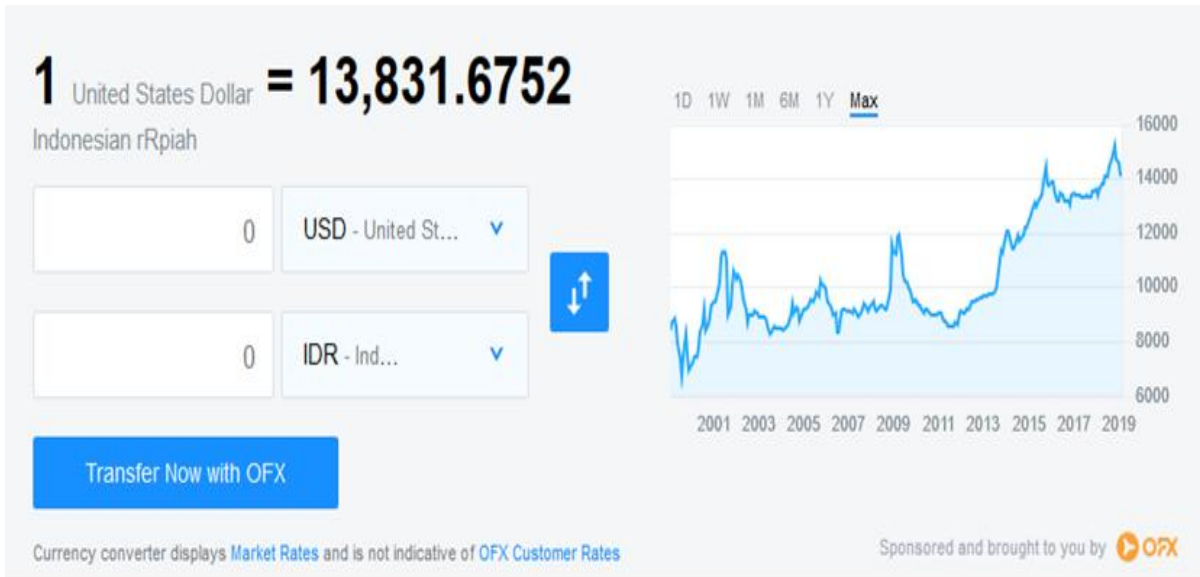 1 United States Dollar = 13,831.6752
Indonesian rRpiah
0
USD - United St...
0
IDR - Ind...
Transfer Now with OFX
Currency converter displays Market Rates and is not indicative of OFX Customer Rates
1D 1W 1M 6M 1Y Max
16000
14000
12000
10000
8000
6000
2001 2003 2005 2007 2009 2011 2013 2015 2017 2019
Sponsored and brought to you by OFX